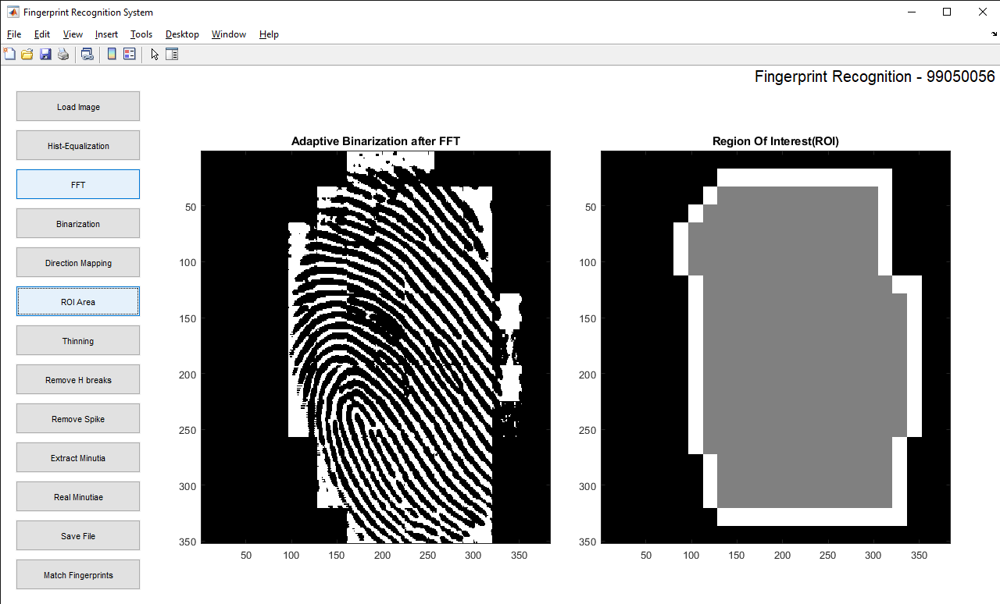 Fingerprint Recognition System
File Edit View Insert Tools Desktop Window Help
Fingerprint Recognition - 99050056
Load Image
Hist-Equalization
FFT
Binarization
Direction Mapping
ROI Area
Thinning
Remove H breaks
Remove Spike
Extract Minutia
Real Minutiae
Save File
Match Fingerprints
Adaptive Binarization after FFT
50
100
150
200
250
300
350
50 100 150 200 250 300 350
Region Of Interest(ROI)
50
100
150
200
250
300
350
50 100 150 200 250 300 350